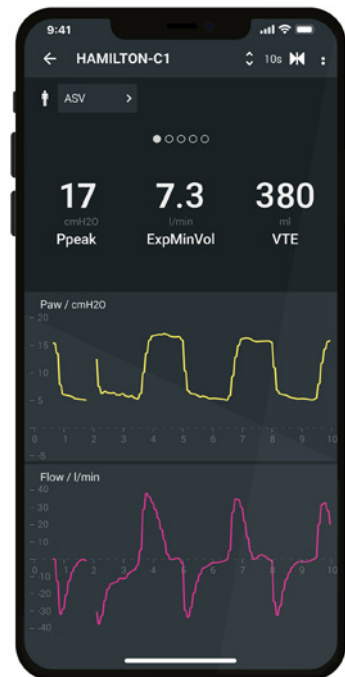 9:41
HAMILTON-C1 10s
ASV
17 7.3 380
cmH2O l/min ml
Ppeak ExpMinVol VTE
Paw / cmH2O
20
15
10
5
0 1 2 3 4 5 6 7 8 9 10
-5
Flow / l/min
40
30
20
10
0 1 2 3 4 5 6 7 8 9 10
-10
-20
-30
-40